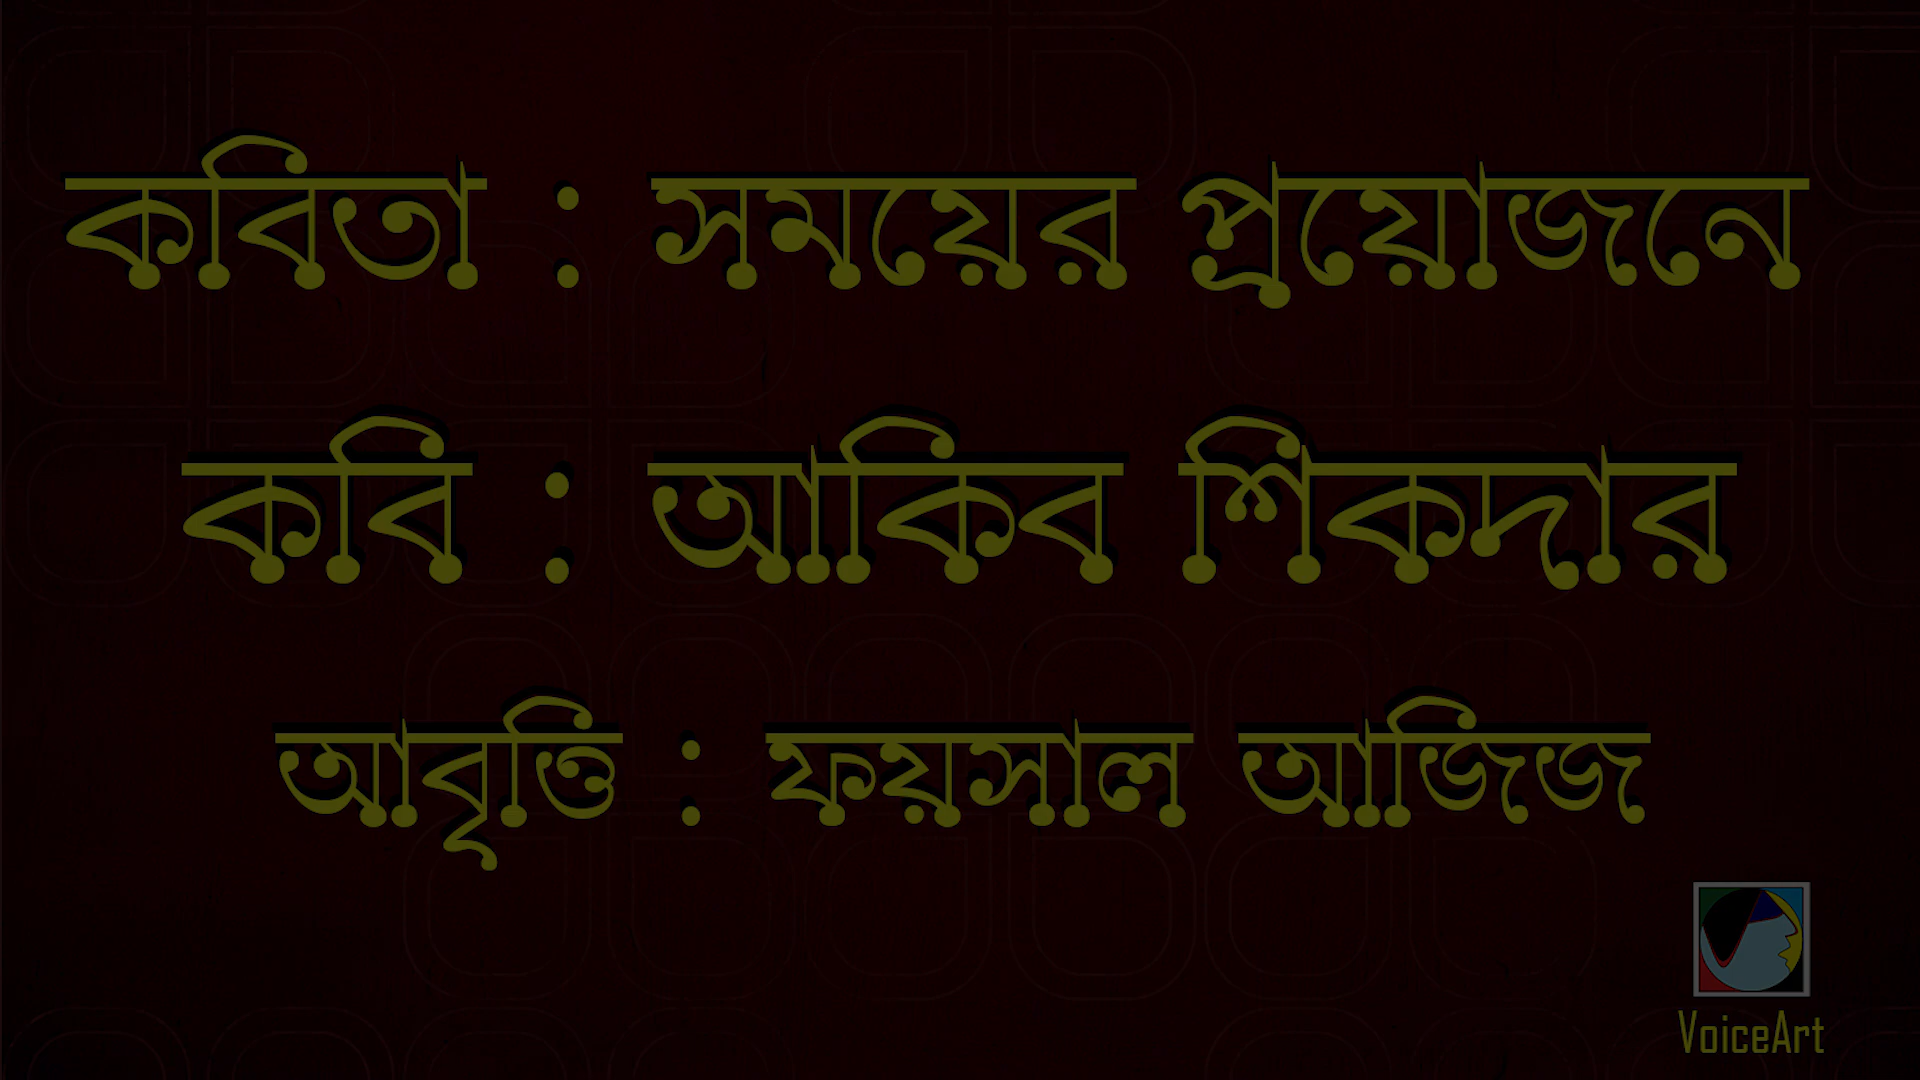 কবিতা : সময়ের প্রয়োজনে
কবি : আকিব শিকদার
আবৃত্তি : ফয়সাল আজিজ
VoiceArt